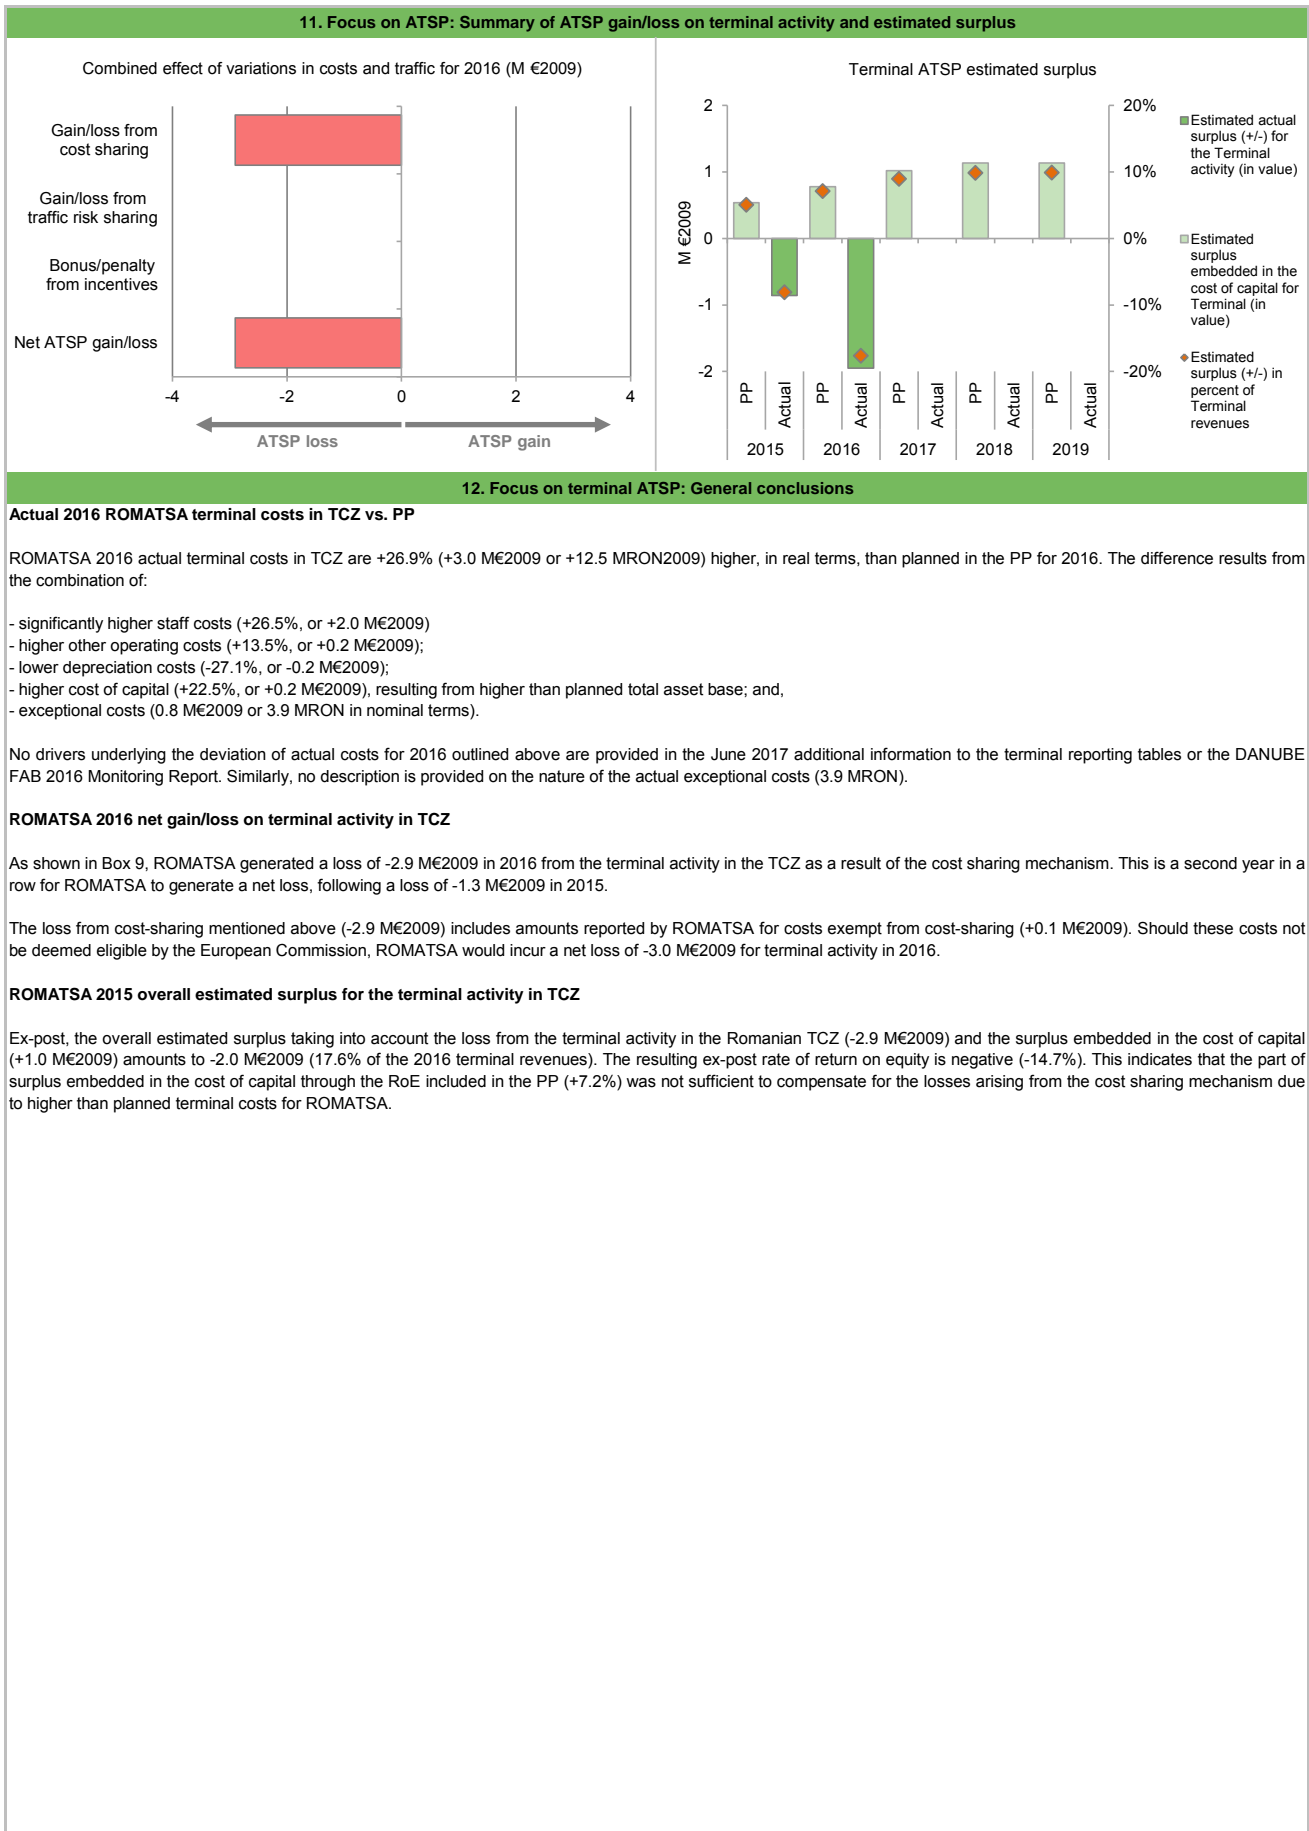 11. Focus on ATSP: Summary of ATSP gain/loss on terminal activity and estimated surplus
Combined effect of variations in costs and traffic for 2016 (M €2009)
Gain/loss from
cost sharing
Gain/loss from
traffic risk sharing
Bonus/penalty
from incentives
Net ATSP gain/loss
-4 -2 0 2 4
ATSP loss ATSP gain
Terminal ATSP estimated surplus
M €2009
2
1
0
-1
-2
20%
10%
0%
-10%
-20%
PP Actual PP Actual PP Actual PP Actual PP Actual
2015 2016 2017 2018 2019
Estimated actual
surplus (+/-) for
the Terminal
activity (in value)
Estimated
surplus
embedded in the
cost of capital for
Terminal (in
value)
Estimated
surplus (+/-) in
percent of
Terminal
revenues
12. Focus on terminal ATSP: General conclusions
Actual 2016 ROMATSA terminal costs in TCZ vs. PP
ROMATSA 2016 actual terminal costs in TCZ are +26.9% (+3.0 M€2009 or +12.5 MRON2009) higher, in real terms, than planned in the PP for 2016. The difference results from
the combination of:
- significantly higher staff costs (+26.5%, or +2.0 M€2009)
- higher other operating costs (+13.5%, or +0.2 M€2009);
- lower depreciation costs (-27.1%, or -0.2 M€2009);
- higher cost of capital (+22.5%, or +0.2 M€2009), resulting from higher than planned total asset base; and,
- exceptional costs (0.8 M€2009 or 3.9 MRON in nominal terms).
No drivers underlying the deviation of actual costs for 2016 outlined above are provided in the June 2017 additional information to the terminal reporting tables or the DANUBE
FAB 2016 Monitoring Report. Similarly, no description is provided on the nature of the actual exceptional costs (3.9 MRON).
ROMATSA 2016 net gain/loss on terminal activity in TCZ
As shown in Box 9, ROMATSA generated a loss of -2.9 M€2009 in 2016 from the terminal activity in the TCZ as a result of the cost sharing mechanism. This is a second year in a
row for ROMATSA to generate a net loss, following a loss of -1.3 M€2009 in 2015.
The loss from cost-sharing mentioned above (-2.9 M€2009) includes amounts reported by ROMATSA for costs exempt from cost-sharing (+0.1 M€2009). Should these costs not
be deemed eligible by the European Commission, ROMATSA would incur a net loss of -3.0 M€2009 for terminal activity in 2016.
ROMATSA 2015 overall estimated surplus for the terminal activity in TCZ
Ex-post, the overall estimated surplus taking into account the loss from the terminal activity in the Romanian TCZ (-2.9 M€2009) and the surplus embedded in the cost of capital
(+1.0 M€2009) amounts to -2.0 M€2009 (17.6% of the 2016 terminal revenues). The resulting ex-post rate of return on equity is negative (-14.7%). This indicates that the part of
surplus embedded in the cost of capital through the RoE included in the PP (+7.2%) was not sufficient to compensate for the losses arising from the cost sharing mechanism due
to higher than planned terminal costs for ROMATSA.